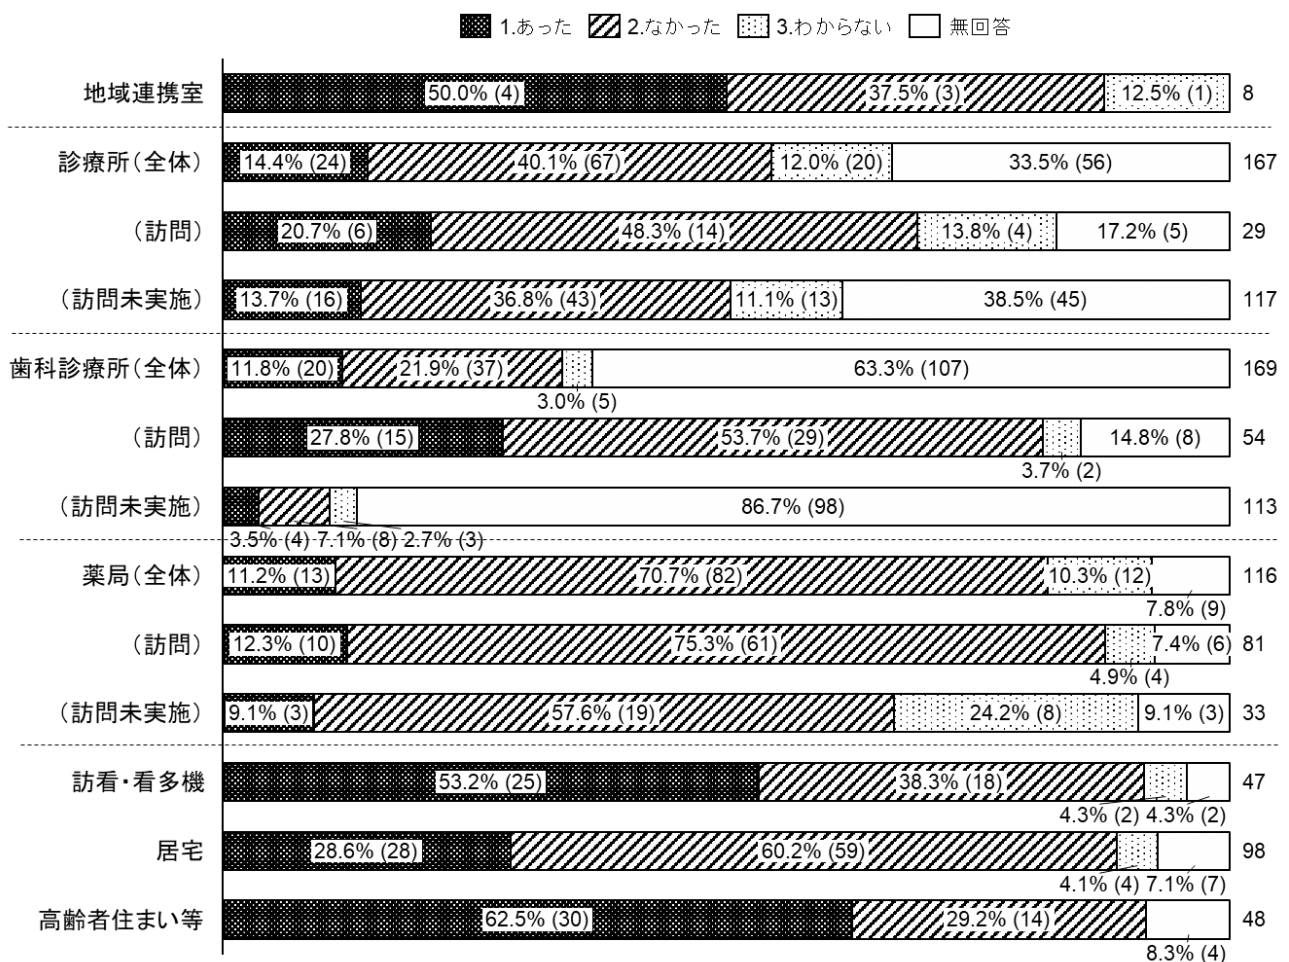 1.あった 2.なかった 3.わからない 無回答
地域連携室 50.0% (4) 37.5% (3) 12.5% (1) 8
診療所(全体) 14.4% (24) 40.1% (67) 12.0% (20) 33.5% (56) 167
(訪問) 20.7% (6) 48.3% (14) 13.8% (4) 17.2% (5) 29
(訪問未実施) 13.7% (16) 36.8% (43) 11.1% (13) 38.5% (45) 117
歯科診療所(全体) 11.8% (20) 21.9% (37) 63.3% (107) 169
3.0% (5)
(訪問) 27.8% (15) 53.7% (29) 14.8% (8) 54
3.7% (2)
(訪問未実施) 86.7% (98) 113
3.5% (4) 7.1% (8) 2.7% (3)
薬局(全体) 11.2% (13) 70.7% (82) 10.3% (12) 116
7.8% (9)
(訪問) 12.3% (10) 75.3% (61) 7.4% (6) 81
4.9% (4)
(訪問未実施) 9.1% (3) 57.6% (19) 24.2% (8) 9.1% (3) 33
訪看・看多機 53.2% (25) 38.3% (18) 47
4.3% (2) 4.3% (2)
居宅 28.6% (28) 60.2% (59) 98
4.1% (4) 7.1% (7)
高齢者住まい等 62.5% (30) 29.2% (14) 48
8.3% (4)